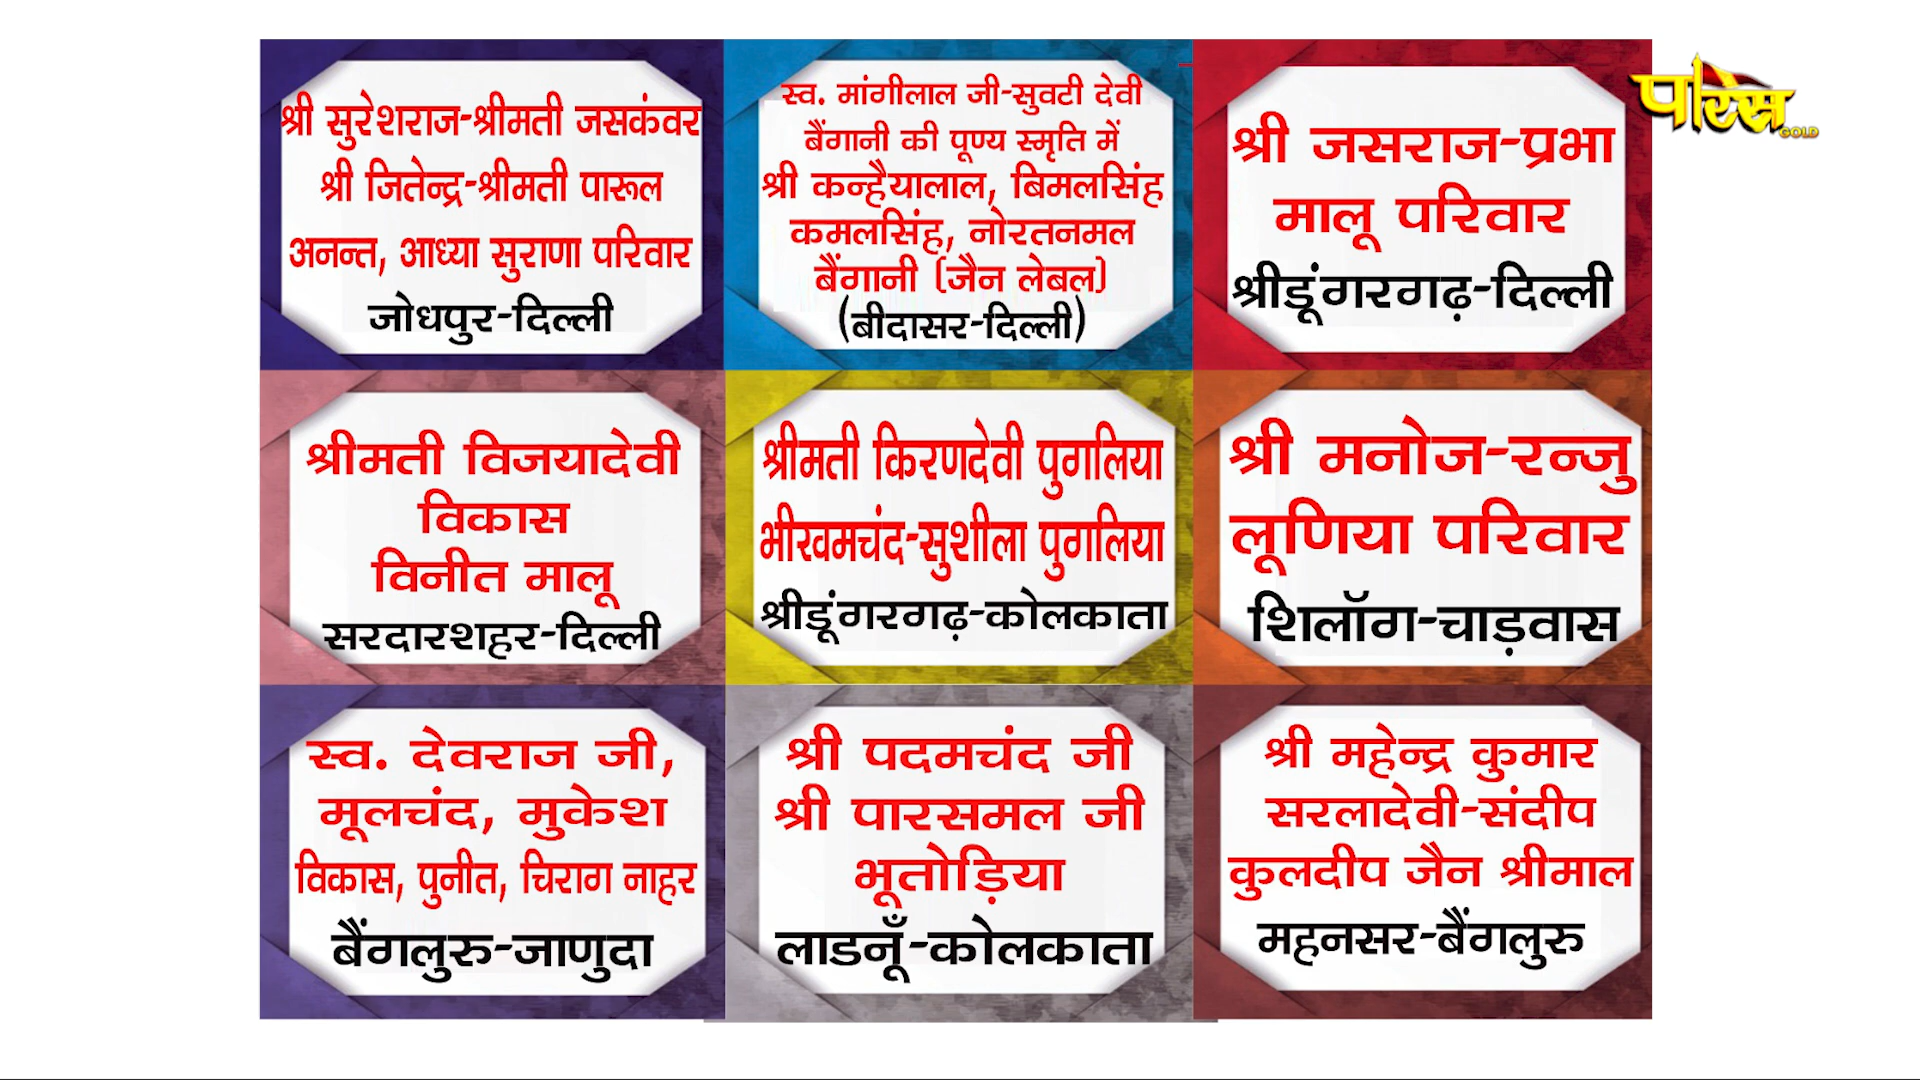 श्री सुरेशराज-श्रीमती जसकंवर
श्री जितेन्द्र-श्रीमती पारूल
अनन्त, आध्या सुराणा परिवार
जोधपुर-दिल्ली
स्व. मांगीलाल जी-सुवटी देवी
बैंगानी की पूण्य स्मृति में
श्री कन्हैयालाल, बिमलसिंह
कमलसिंह, नोरतनमल
बैंगानी (जैन लेबल)
(बीदासर-दिल्ली)
श्री जसराज-प्रभा
मालू परिवार
श्रीडूंगरगढ़-दिल्ली
पारस
GOLD
श्रीमती विजयादेवी
विकास
विनीत मालू
सरदारशहर-दिल्ली
श्रीमती किरणदेवी पुगलिया
भीखमचंद-सुशीला पुगलिया
श्रीडूंगरगढ़-कोलकाता
श्री मनोज-रन्जु
लूणिया परिवार
शिलॉग-चाड़वास
स्व. देवराज जी,
मूलचंद, मुकेश
विकास, पुनीत, चिराग नाहर
बैंगलुरु-जाणुदा
श्री पदमचंद जी
श्री पारसमल जी
भूतोड़िया
लाडनूँ-कोलकाता
श्री महेन्द्र कुमार
सरलादेवी-संदीप
कुलदीप जैन श्रीमाल
महनसर-बैंगलुरु